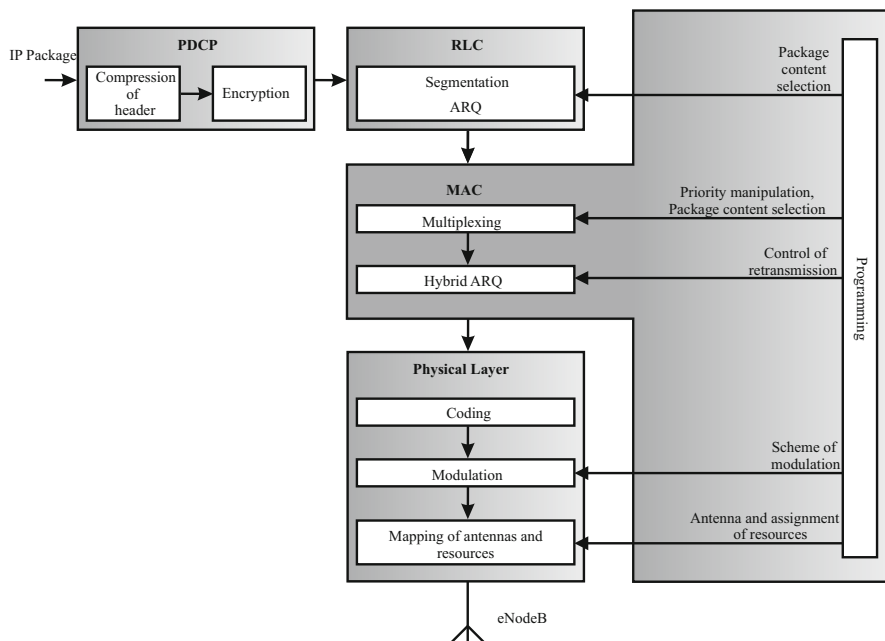 IP Package
PDCP
Compression
of
header
Encryption
RLC
Segmentation
ARQ
Package
content
selection
MAC
Multiplexing
Priority manipulation,
Package content selection
Hybrid ARQ
Control of
retransmission
Programming
Physical Layer
Coding
Modulation
Scheme of
modulation
Mapping of antennas and
resources
Antenna and assignment
of resources
eNodeB